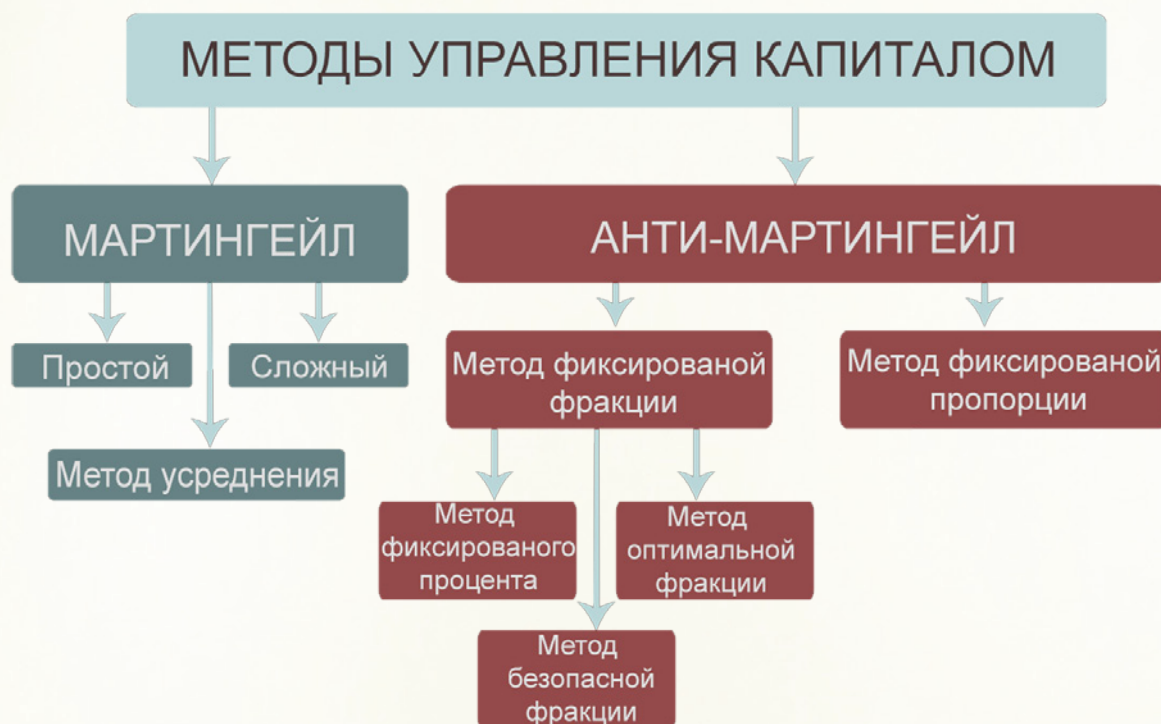 МЕТОДЫ УПРАВЛЕНИЯ КАПИТАЛОМ
МАРТИНГЕЙЛ
АНТИ-МАРТИНГЕЙЛ
Простой
Сложный
Метод усреднения
Метод фиксированой
фракции
Метод фиксированой
пропорции
Метод
фиксированого
процента
Метод
оптимальной
фракции
Метод
безопасной
фракции